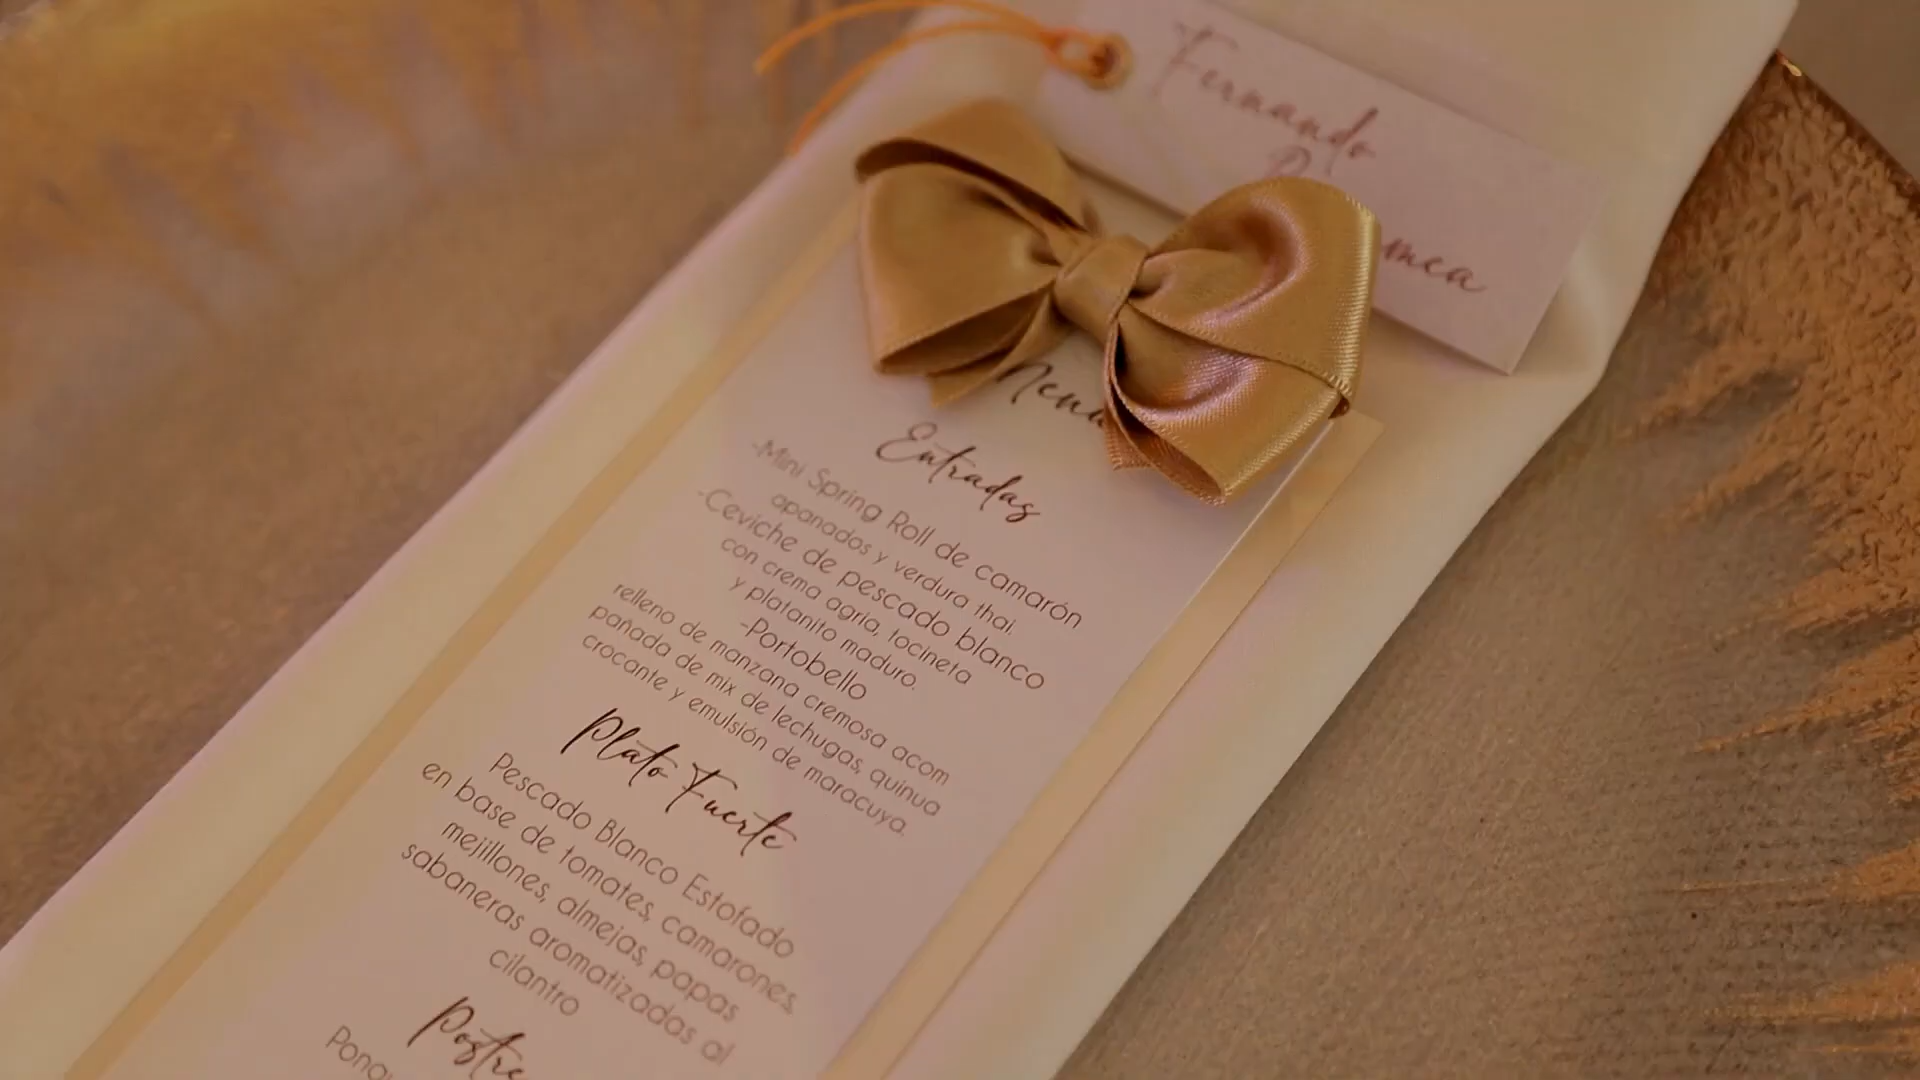 Fernando
Menu
Entradas
-Mini Spring Roll de camarón
apanados y verdura thai.
-Ceviche de pescado blanco
con crema agria, tocineta
y platanito maduro.
-Portobello
relleno de manzana cremosa acom
pañada de mix de lechugas, quinua
crocante y emulsión de maracuya.
Plato Fuerte
Pescado Blanco Estofado
en base de tomates, camarones,
mejillones, almejas, papas
sabaneras aromatizadas al
cilantro
Postre